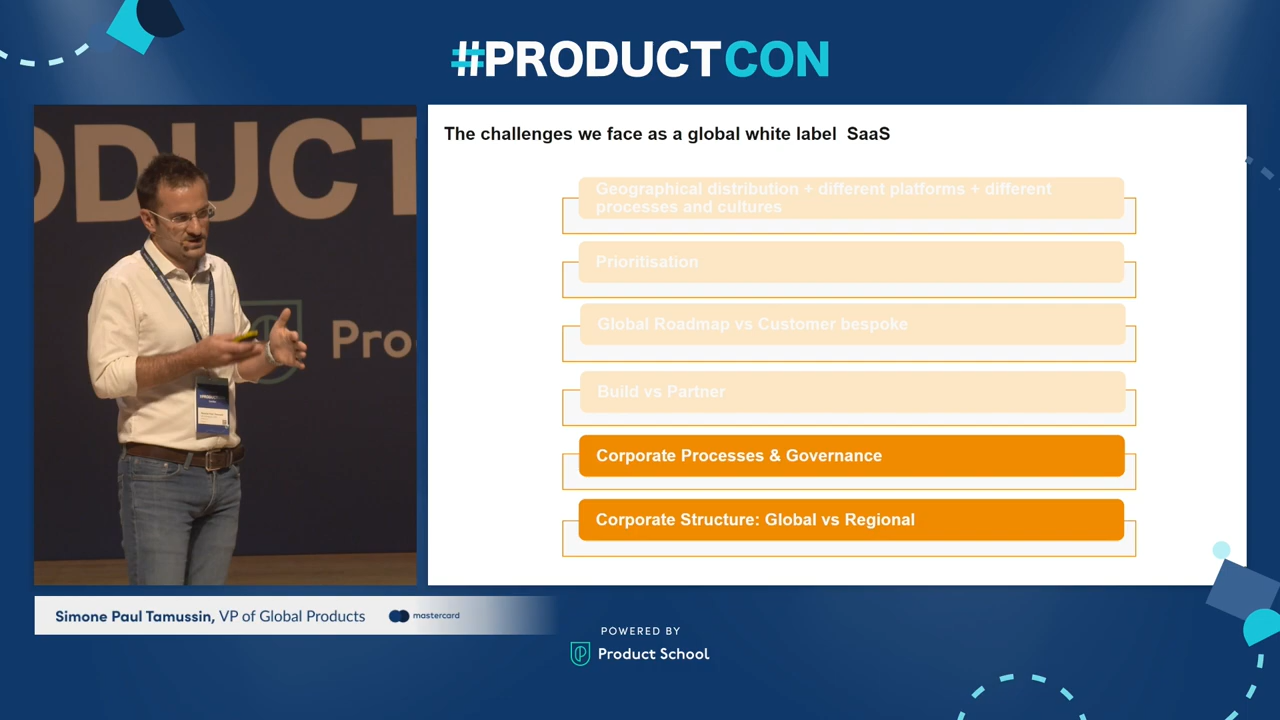 #PRODUCTCON
ODUCT
Pro
The challenges we face as a global white label SaaS
Geographical distribution + different platforms + different
processes and cultures
Prioritisation
Global Roadmap vs Customer bespoke
Build vs Partner
Corporate Processes & Governance
Corporate Structure: Global vs Regional
Simone Paul Tamussin, VP of Global Products
mastercard
POWERED BY
Product School